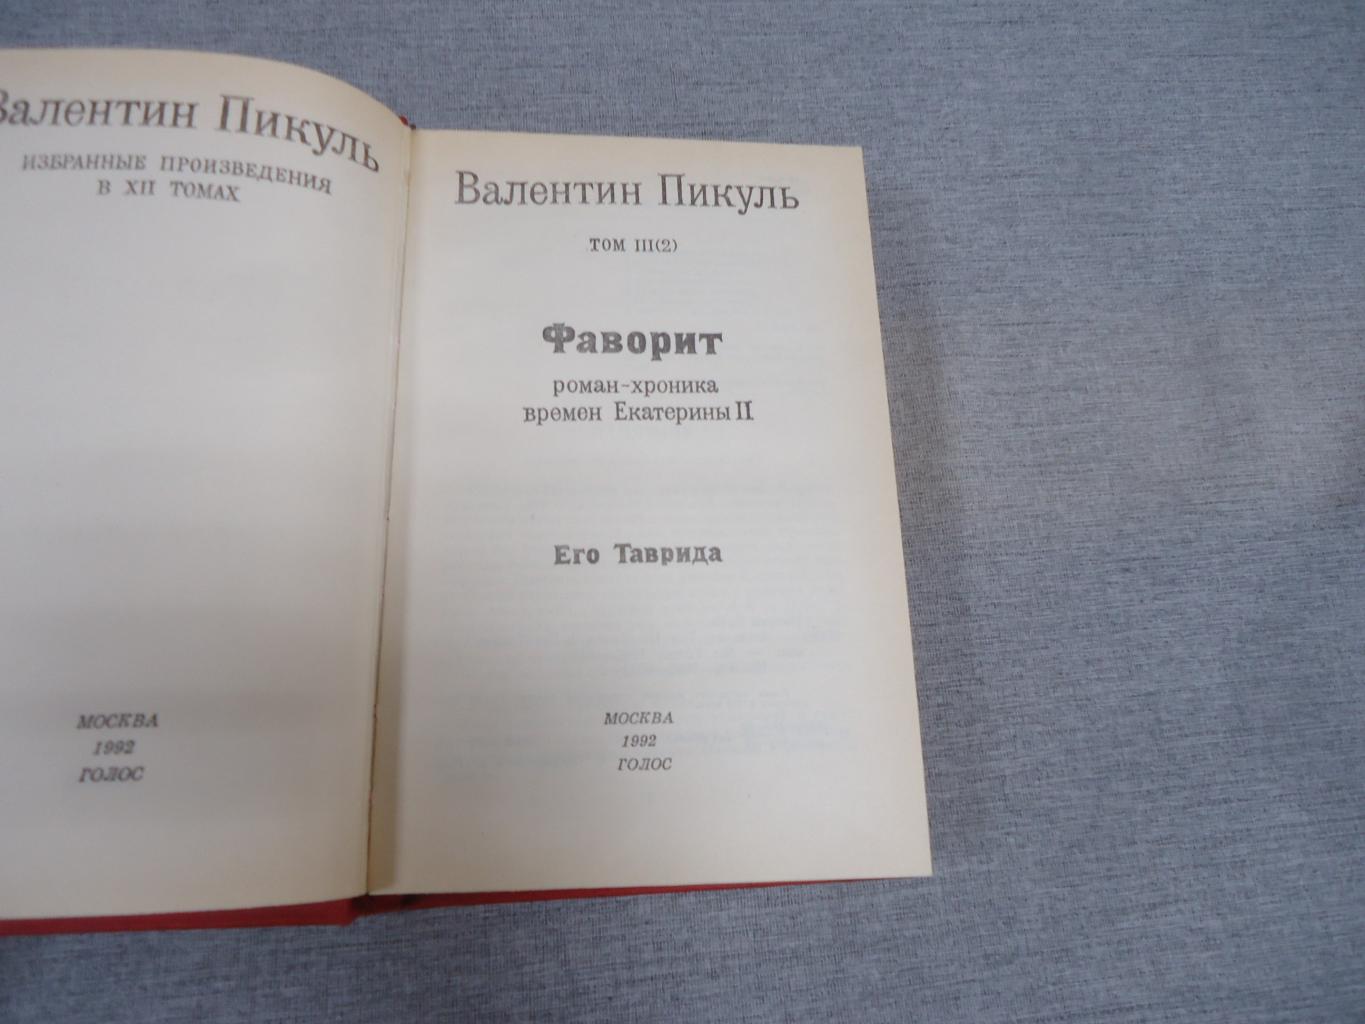 Валентин Пикуль
ИЗБРАННЫЕ ПРОИЗВЕДЕНИЯ
В XII ТОМАХ
МОСКВА
1992
ГОЛОС
Валентин Пикуль
ТОМ III(2)
Фаворит
роман-хроника
времен Екатерины II
Его Таврида
МОСКВА
1992
ГОЛОС